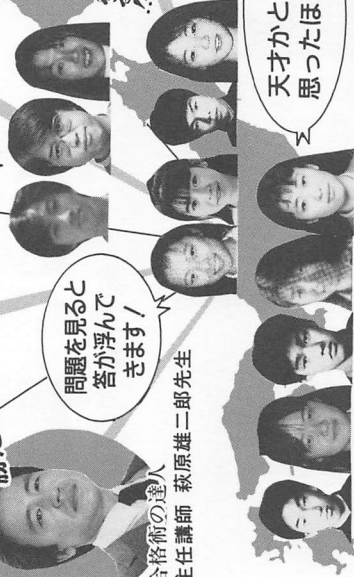 天才かと
思ったほ
問題を見ると
答が浮んで
きます!
合格術の達人
主任講師 萩原雄二郎先生